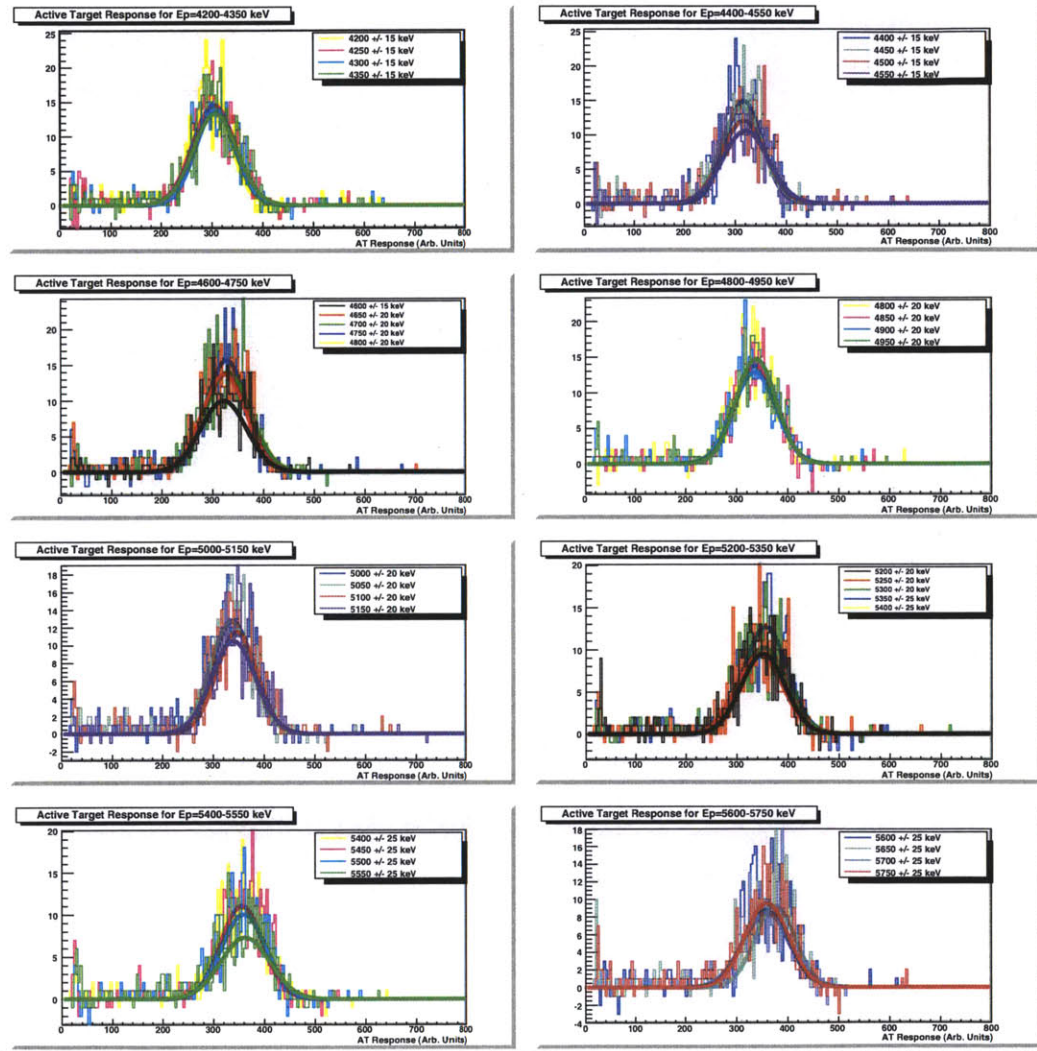 Active Target Response for Ep=4200-4350 keV
4200 +/- 15 keV
4250 +/- 15 keV
4300 +/- 15 keV
4350 +/- 15 keV
25
20
15
10
5
0
0 100 200 300 400 500 600 700 800
AT Response (Arb. Units)
Active Target Response for Ep=4400-4550 keV
4400 +/- 15 keV
4450 +/- 15 keV
4500 +/- 15 keV
4550 +/- 15 keV
25
20
15
10
5
0
0 100 200 300 400 500 600 700 800
AT Response (Arb. Units)
Active Target Response for Ep=4600-4750 keV
4600 +/- 15 keV
4650 +/- 20 keV
4700 +/- 20 keV
4750 +/- 20 keV
4800 +/- 20 keV
20
15
10
5
0
0 100 200 300 400 500 600 700 800
AT Response (Arb. Units)
Active Target Response for Ep=4800-4950 keV
4800 +/- 20 keV
4850 +/- 20 keV
4900 +/- 20 keV
4950 +/- 20 keV
20
15
10
5
0
0 100 200 300 400 500 600 700 800
AT Response (Arb. Units)
Active Target Response for Ep=5000-5150 keV
5000 +/- 20 keV
5050 +/- 20 keV
5100 +/- 20 keV
5150 +/- 20 keV
18
16
14
12
10
8
6
4
2
0
-2
0 100 200 300 400 500 600 700 800
AT Response (Arb. Units)
Active Target Response for Ep=5200-5350 keV
5200 +/- 20 keV
5250 +/- 20 keV
5300 +/- 20 keV
5350 +/- 25 keV
5400 +/- 25 keV
20
15
10
5
0
0 100 200 300 400 500 600 700 800
AT Response (Arb. Units)
Active Target Response for Ep=5400-5550 keV
5400 +/- 25 keV
5450 +/- 25 keV
5500 +/- 25 keV
5550 +/- 25 keV
20
15
10
5
0
0 100 200 300 400 500 600 700 800
AT Response (Arb. Units)
Active Target Response for Ep=5600-5750 keV
5600 +/- 25 keV
5650 +/- 25 keV
5700 +/- 25 keV
5750 +/- 25 keV
18
16
14
12
10
8
6
4
2
0
-2
-4
0 100 200 300 400 500 600 700 800
AT Response (Arb. Units)